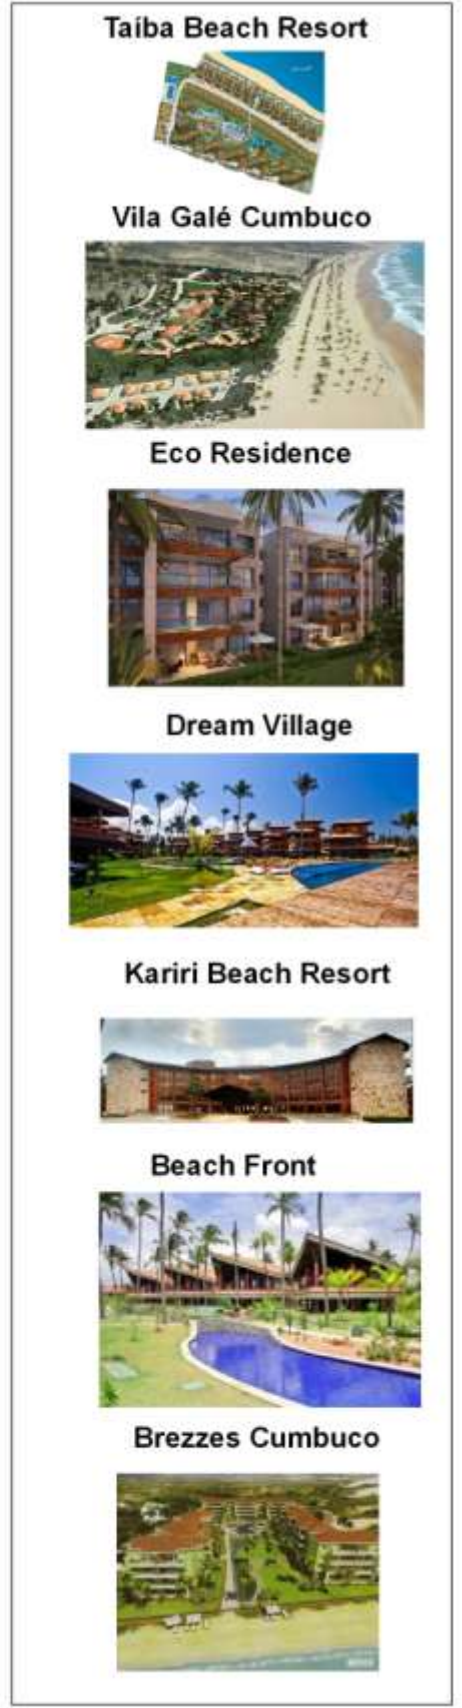 Taíba Beach Resort
Vila Galé Cumbuco
Eco Residence
Dream Village
Kariri Beach Resort
Beach Front
Brezzes Cumbuco